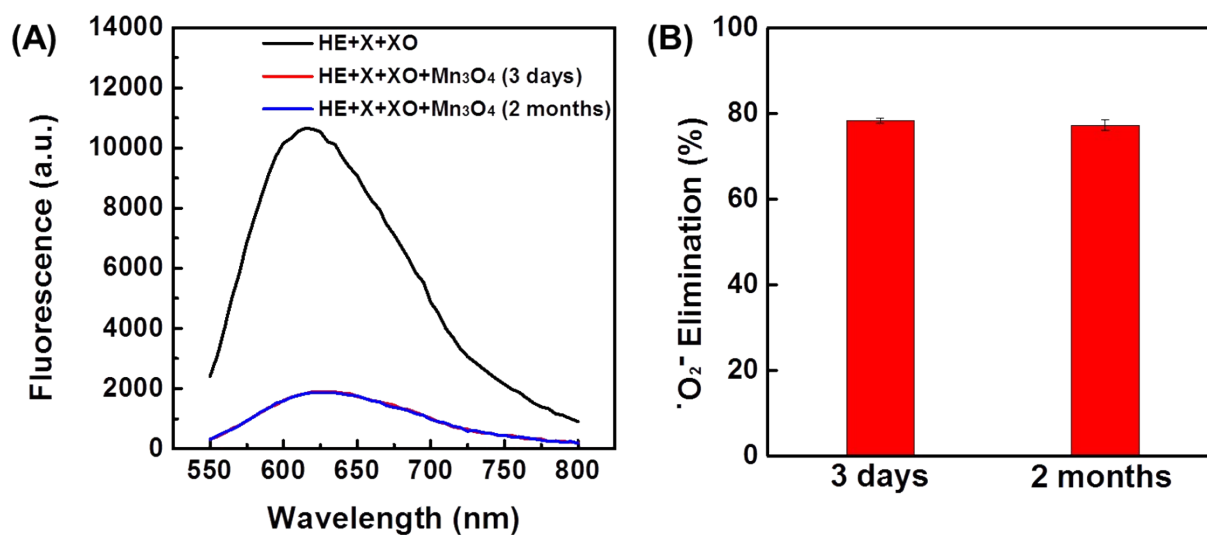 (A)
14000
12000
10000
8000
6000
4000
2000
0
Fluorescence (a.u.)
HE+X+XO
HE+X+XO+Mn₃O₄ (3 days)
HE+X+XO+Mn₃O₄ (2 months)
550 600 650 700 750 800
Wavelength (nm)
(B)
100
80
60
40
20
0
·O₂⁻ Elimination (%)
3 days 2 months